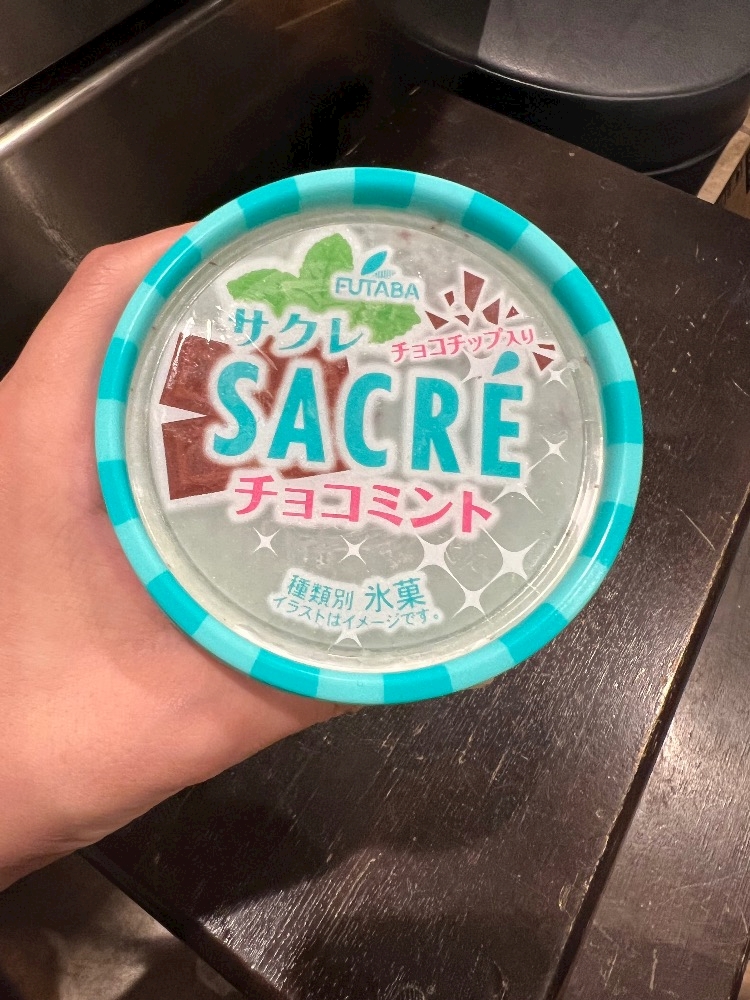 FUTABA
サクレ
チョコチップ入り
SACRÉ
チョコミント
種類別 氷菓
イラストはイメージです。